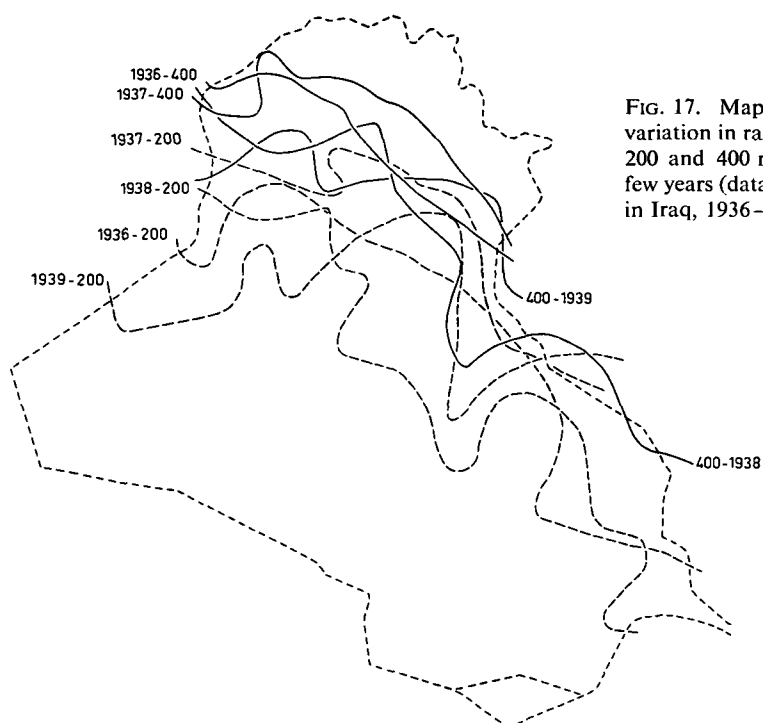 1936-400
1937-400
1937-200
1938-200
1936-200
1939-200
400-1939
400-1938
FIG. 17. Map
variation in
200 and 400
few years (data
in Iraq, 1936–